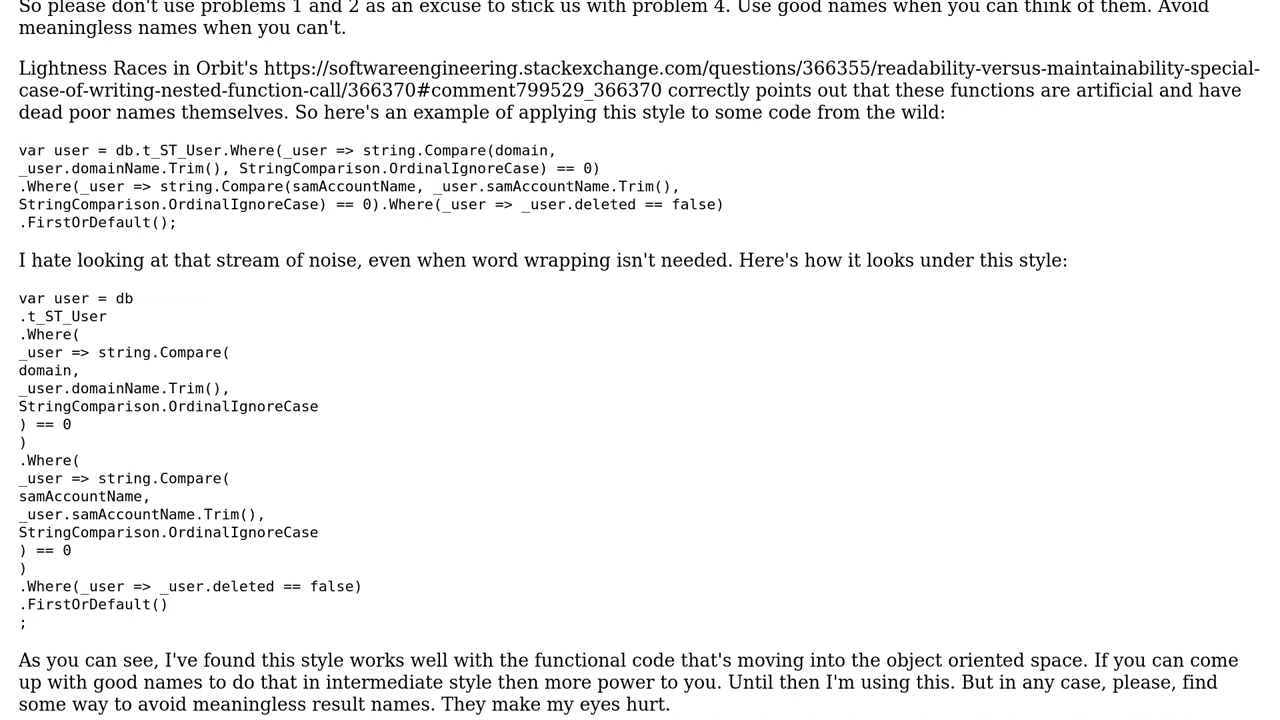 So please don't use problems 1 and 2 as an excuse to stick us with problem 4. Use good names when you can think of them. Avoid
meaningless names when you can't.
Lightness Races in Orbit's https://softwareengineering.stackexchange.com/questions/366355/readability-versus-maintainability-special-
case-of-writing-nested-function-call/366370#comment799529_366370 correctly points out that these functions are artificial and have
dead poor names themselves. So here's an example of applying this style to some code from the wild:
var user = db.t_ST_User.Where(_user => string.Compare(domain,
_user.domainName.Trim(), StringComparison.OrdinalIgnoreCase) == 0)
.Where(_user => string.Compare(samAccountName, _user.samAccountName.Trim(),
StringComparison.OrdinalIgnoreCase) == 0).Where(_user => _user.deleted == false)
.FirstOrDefault();
I hate looking at that stream of noise, even when word wrapping isn't needed. Here's how it looks under this style:
var user = db
.t_ST_User
.Where(
_user => string.Compare(
domain,
_user.domainName.Trim(),
StringComparison.OrdinalIgnoreCase
) == 0
)
.Where(
_user => string.Compare(
samAccountName,
_user.samAccountName.Trim(),
StringComparison.OrdinalIgnoreCase
) == 0
)
.Where(_user => _user.deleted == false)
.FirstOrDefault()
;
As you can see, I've found this style works well with the functional code that's moving into the object oriented space. If you can come
up with good names to do that in intermediate style then more power to you. Until then I'm using this. But in any case, please, find
some way to avoid meaningless result names. They make my eyes hurt.